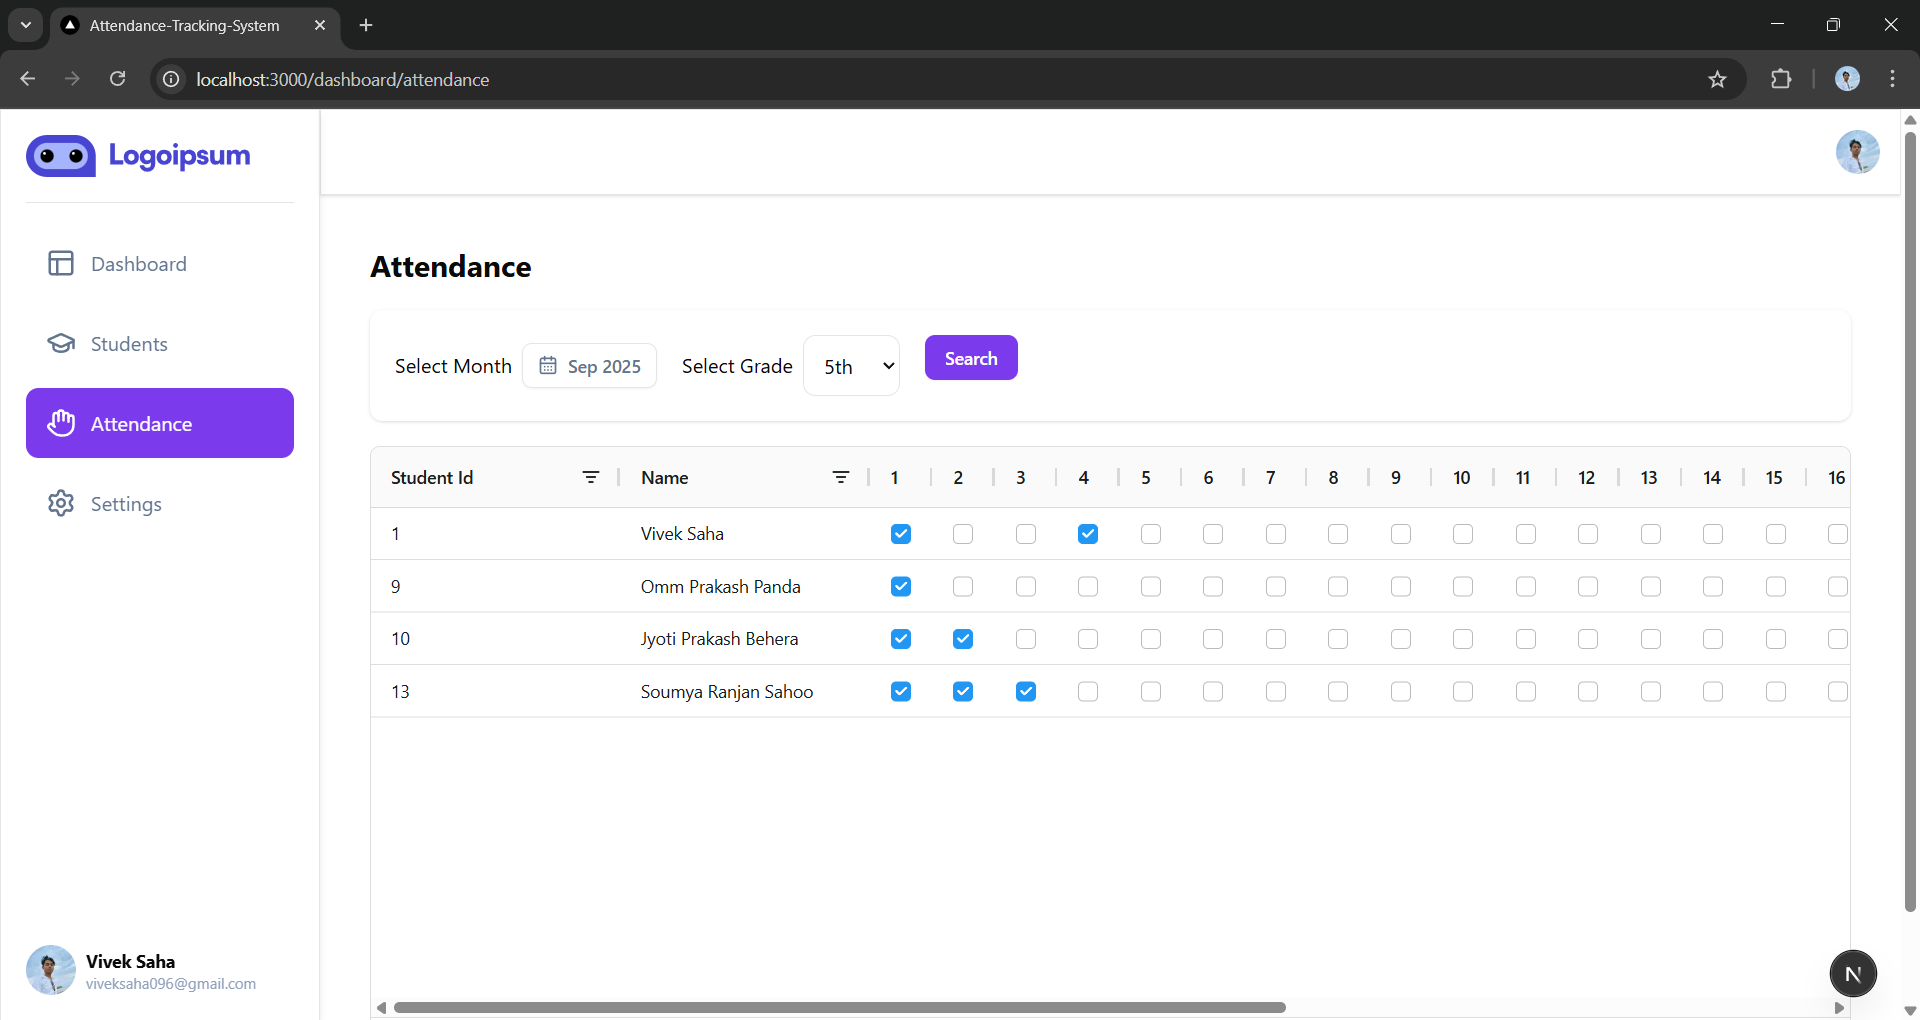 Attendance-Tracking-System
localhost:3000/dashboard/attendance
Logoipsum
Dashboard
Students
Attendance
Settings
Attendance
Select Month Sep 2025 Select Grade 5th Search
Student Id Name 1 2 3 4 5 6 7 8 9 10 11 12 13 14 15 16
1 Vivek Saha
9 Omm Prakash Panda
10 Jyoti Prakash Behera
13 Soumya Ranjan Sahoo
Vivek Saha
viveksaha096@gmail.com
N